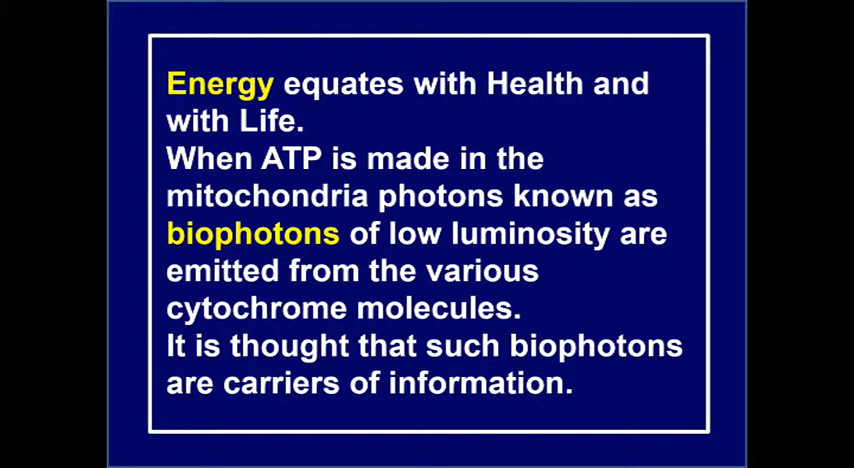 Energy equates with Health and
with Life.
When ATP is made in the
mitochondria photons known as
biophotons of low luminosity are
emitted from the various
cytochrome molecules.
It is thought that such biophotons
are carriers of information.